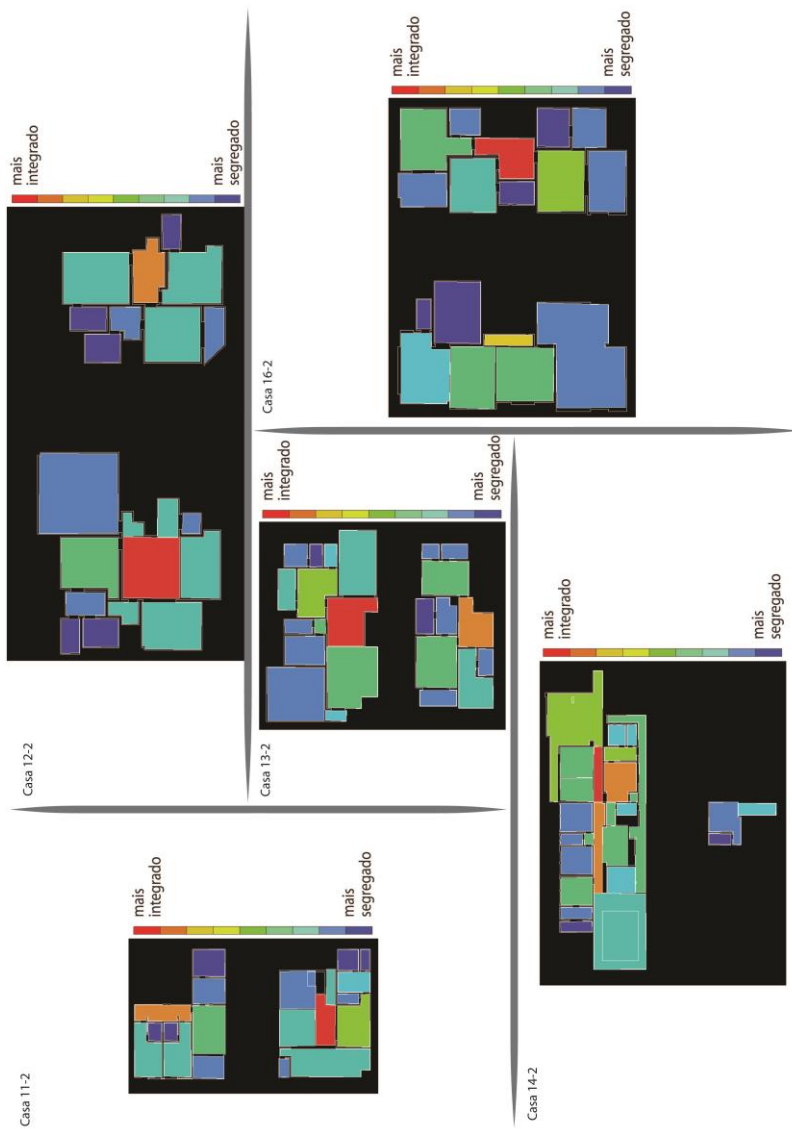 Casa 11-2
mais
integrado
mais
segregado
Casa 12-2
mais
integrado
mais
segregado
Casa 13-2
mais
integrado
mais
segregado
Casa 16-2
mais
integrado
mais
segregado
Casa 14-2
mais
integrado
mais
segregado